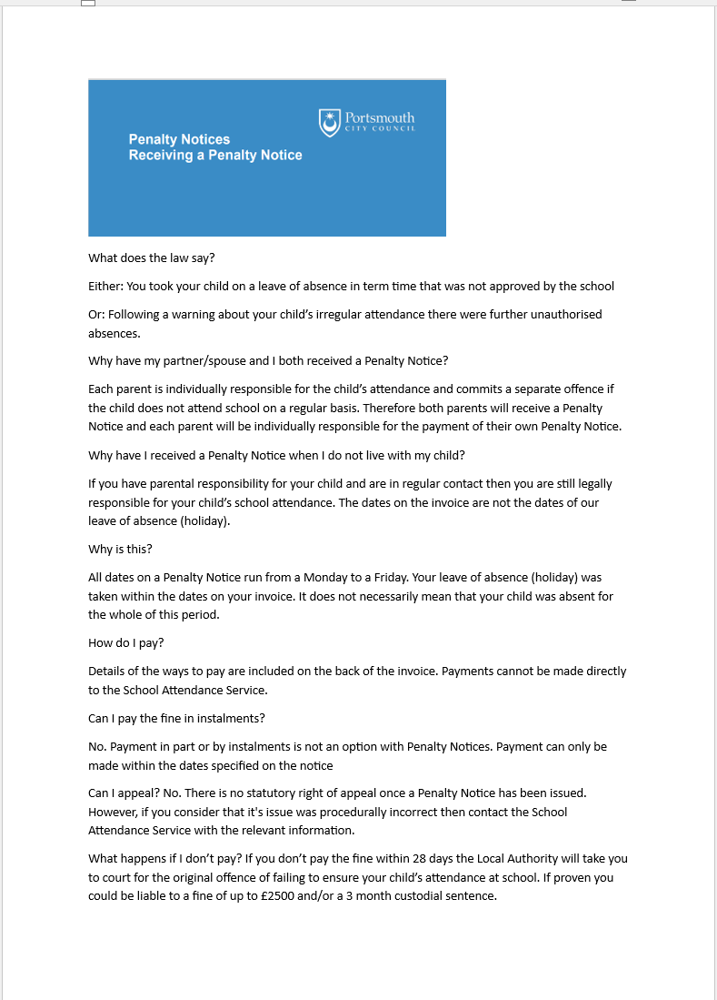 Portsmouth
CITY COUNCIL
Penalty Notices
Receiving a Penalty Notice
What does the law say?
Either: You took your child on a leave of absence in term time that was not approved by the school
Or: Following a warning about your child’s irregular attendance there were further unauthorised
absences.
Why have my partner/spouse and I both received a Penalty Notice?
Each parent is individually responsible for the child’s attendance and commits a separate offence if
the child does not attend school on a regular basis. Therefore both parents will receive a Penalty
Notice and each parent will be individually responsible for the payment of their own Penalty Notice.
Why have I received a Penalty Notice when I do not live with my child?
If you have parental responsibility for your child and are in regular contact then you are still legally
responsible for your child’s school attendance. The dates on the invoice are not the dates of our
leave of absence (holiday).
Why is this?
All dates on a Penalty Notice run from a Monday to a Friday. Your leave of absence (holiday) was
taken within the dates on your invoice. It does not necessarily mean that your child was absent for
the whole of this period.
How do I pay?
Details of the ways to pay are included on the back of the invoice. Payments cannot be made directly
to the School Attendance Service.
Can I pay the fine in instalments?
No. Payment in part or by instalments is not an option with Penalty Notices. Payment can only be
made within the dates specified on the notice
Can I appeal? No. There is no statutory right of appeal once a Penalty Notice has been issued.
However, if you consider that it's issue was procedurally incorrect then contact the School
Attendance Service with the relevant information.
What happens if I don’t pay? If you don’t pay the fine within 28 days the Local Authority will take you
to court for the original offence of failing to ensure your child’s attendance at school. If proven you
could be liable to a fine of up to £2500 and/or a 3 month custodial sentence.